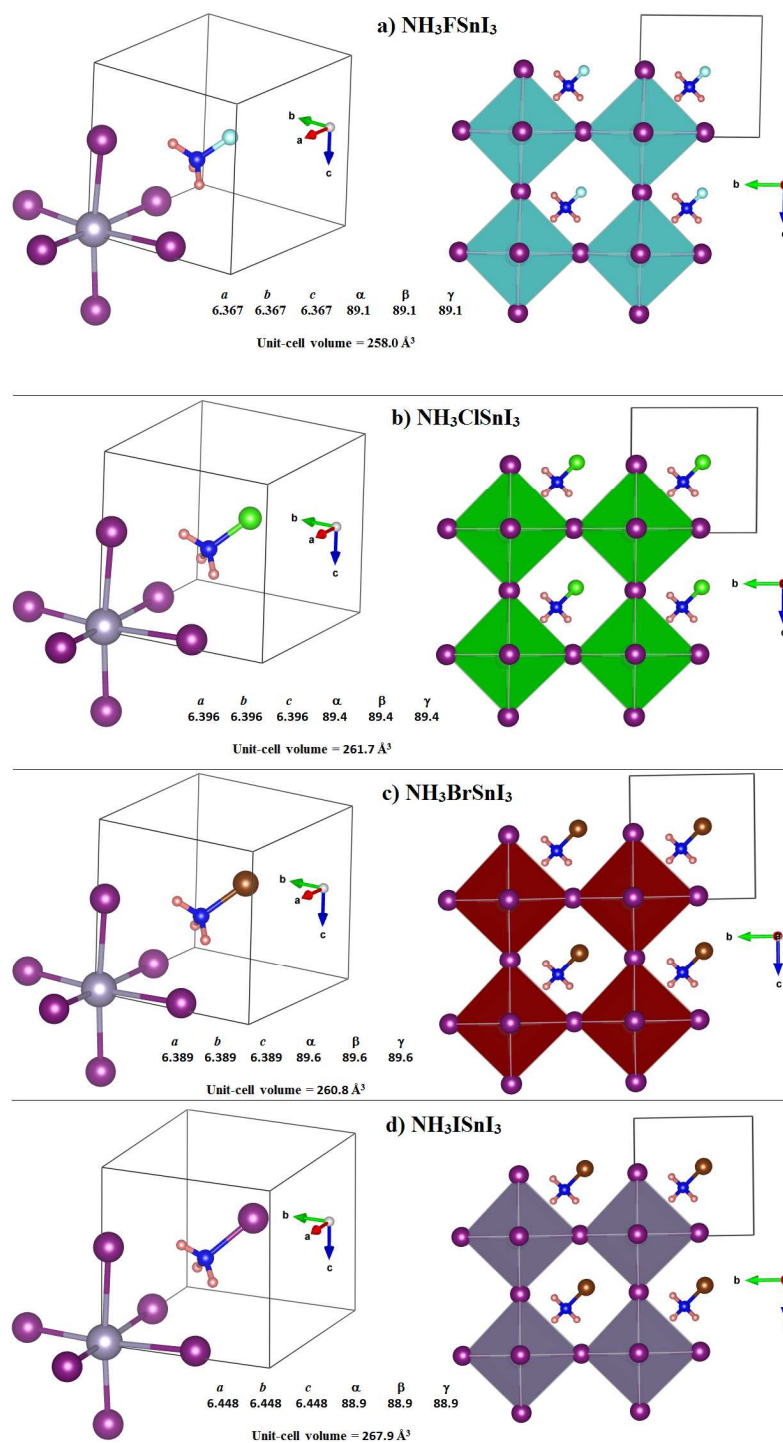 a) NH₃FSnI₃
b
a
c
b
a b c α β γ
6.367 6.367 6.367 89.1 89.1 89.1
Unit-cell volume = 258.0 Å³
b) NH₃ClSnI₃
b
a
c
b
a b c α β γ
6.396 6.396 6.396 89.4 89.4 89.4
Unit-cell volume = 261.7 Å³
c) NH₃BrSnI₃
b
a
c
b a
c
a b c α β γ
6.389 6.389 6.389 89.6 89.6 89.6
Unit-cell volume = 260.8 Å³
d) NH₃ISnI₃
b
a
c
b
a b c α β γ
6.448 6.448 6.448 88.9 88.9 88.9
Unit-cell volume = 267.9 Å³